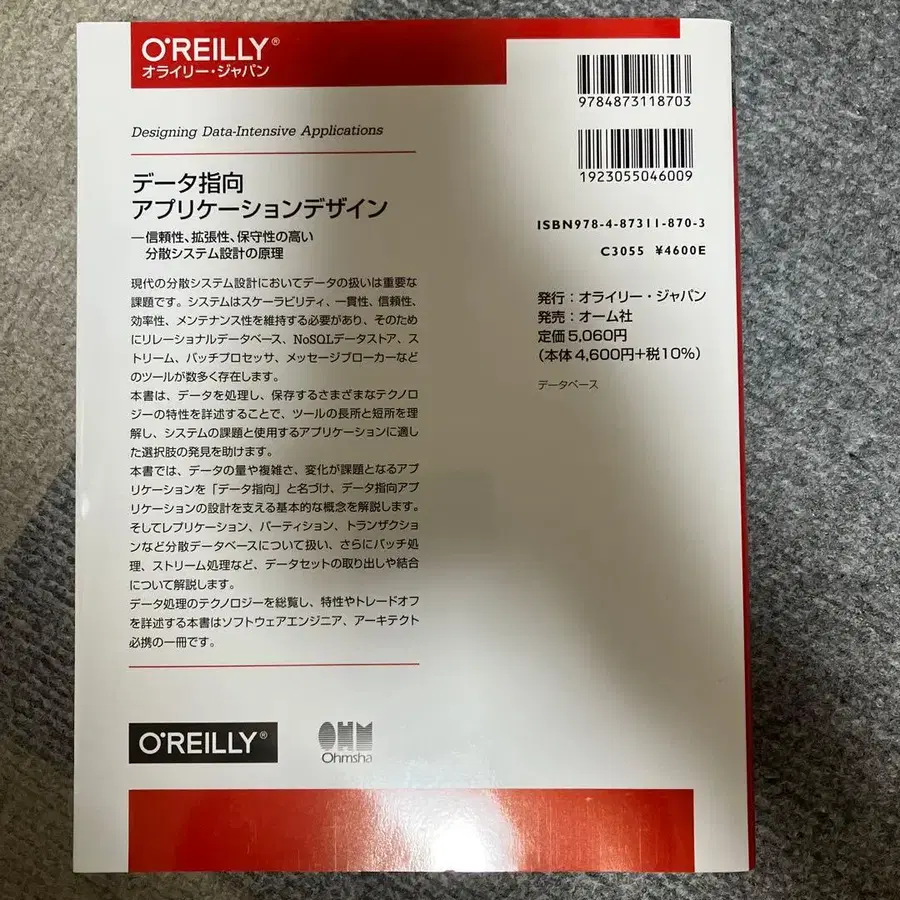 O'REILLY®
オライリー・ジャパン
Designing Data-Intensive Applications
データ指向
アプリケーションデザイン
―信頼性、拡張性、保守性の高い
分散システム設計の原理
現代の分散システム設計においてデータの扱いは重要な
課題です。システムはスケーラビリティ、一貫性、信頼性、
効率性、メンテナンス性を維持する必要があり、そのため
にリレーショナルデータベース、NoSQLデータストア、ス
トリーム、バッチプロセッサ、メッセージブローカーなど
のツールが数多く存在します。
本書は、データを処理し、保存するさまざまなテクノロ
ジーの特性を詳述することで、ツールの長所と短所を理
解し、システムの課題と使用するアプリケーションに適し
た選択肢の発見を助けます。
本書では、データの量や複雑さ、変化が課題となるアプ
リケーションを「データ指向」と名づけ、データ指向アプ
リケーションの設計を支える基本的な概念を解説します。
そしてレプリケーション、パーティション、トランザクショ
ンなど分散データベースについて扱い、さらにバッチ処
理、ストリーム処理など、データセットの取り出しや結合
について解説します。
データ処理のテクノロジーを総覧し、特性やトレードオフ
を詳述する本書はソフトウェアエンジニア、アーキテクト
必携の一冊です。
9784873118703
1923055046009
ISBN978-4-87311-870-3
C3055 ¥4600E
発行：オライリー・ジャパン
発売：オーム社
定価5,060円
（本体4,600円+税10%）
データベース
O'REILLY®
OHM
Ohmsha